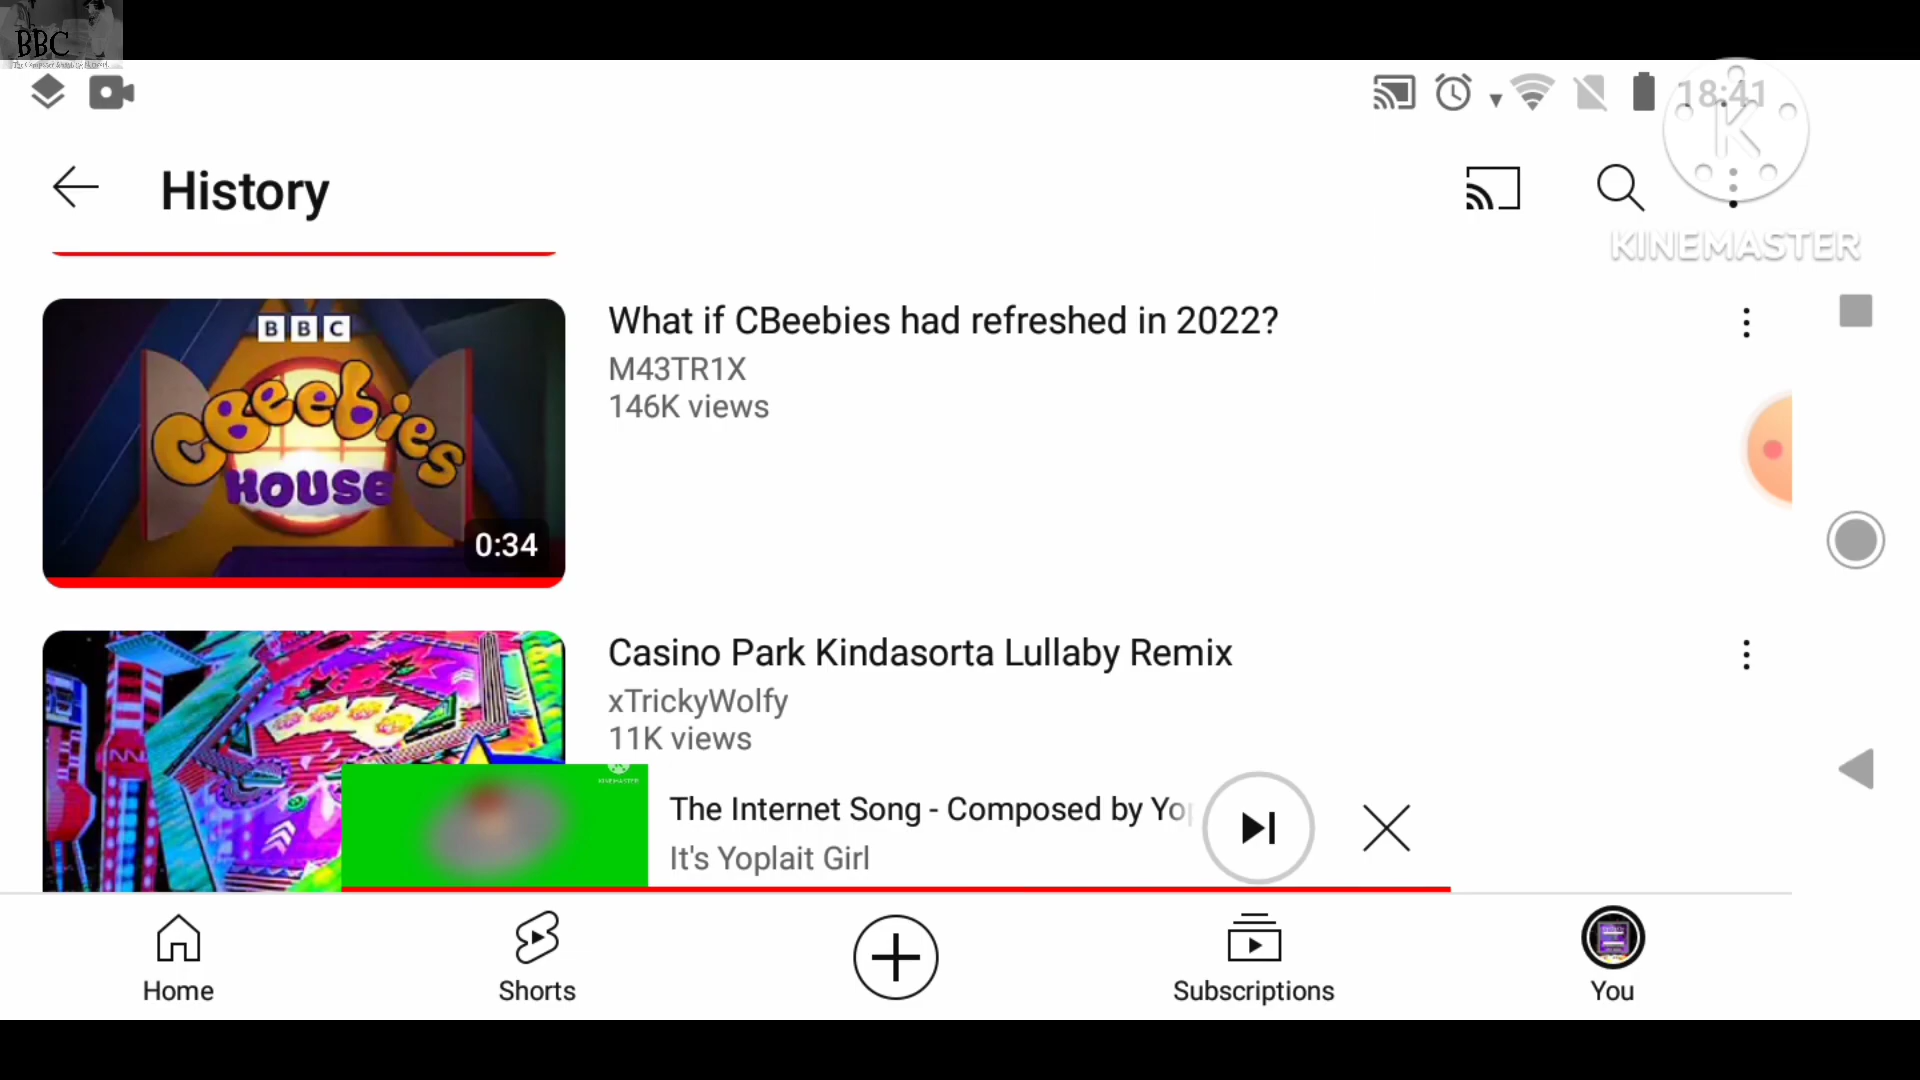 BBC
18:41
History
KINEMASTER
BBC
CBeebies
HOUSE
0:34
What if CBeebies had refreshed in 2022?
M43TR1X
146K views
Casino Park Kindasorta Lullaby Remix
xTrickyWolfy
11K views
KINEMASTER
The Internet Song - Composed by Yo
It's Yoplait Girl
Home
Shorts
Subscriptions
You